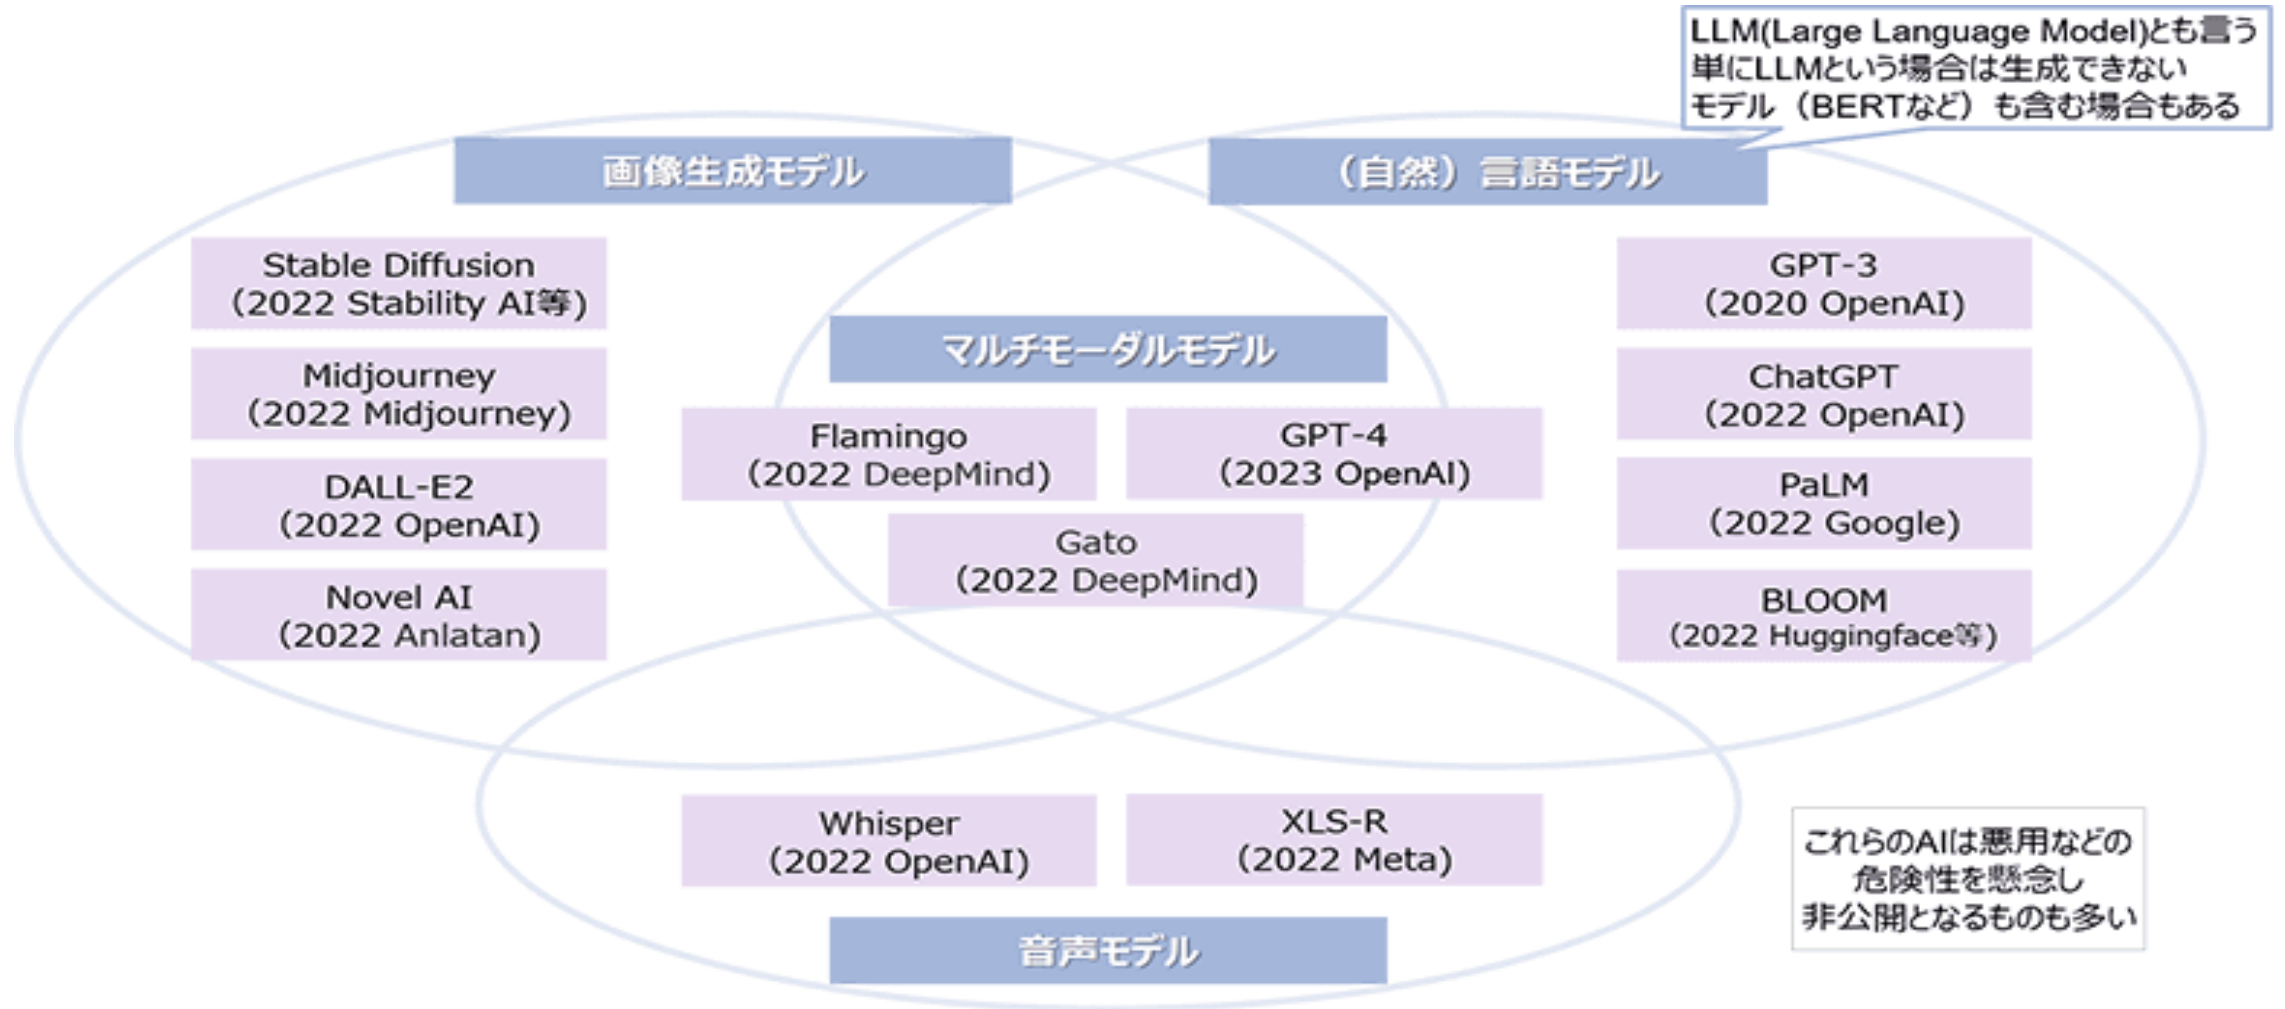 LLM(Large Language Model)とも言う
単にLLMという場合は生成できない
モデル（BERTなど）も含む場合もある
画像生成モデル
（自然）言語モデル
Stable Diffusion
（2022 Stability AI等）
Midjourney
（2022 Midjourney）
DALL-E2
（2022 OpenAI）
Novel AI
（2022 Anlatan）
マルチモーダルモデル
Flamingo
（2022 DeepMind）
GPT-4
（2023 OpenAI）
Gato
（2022 DeepMind）
GPT-3
（2020 OpenAI）
ChatGPT
（2022 OpenAI）
PaLM
（2022 Google）
BLOOM
（2022 Huggingface等）
Whisper
（2022 OpenAI）
XLS-R
（2022 Meta）
音声モデル
これらのAIは悪用などの
危険性を懸念し
非公開となるものも多い